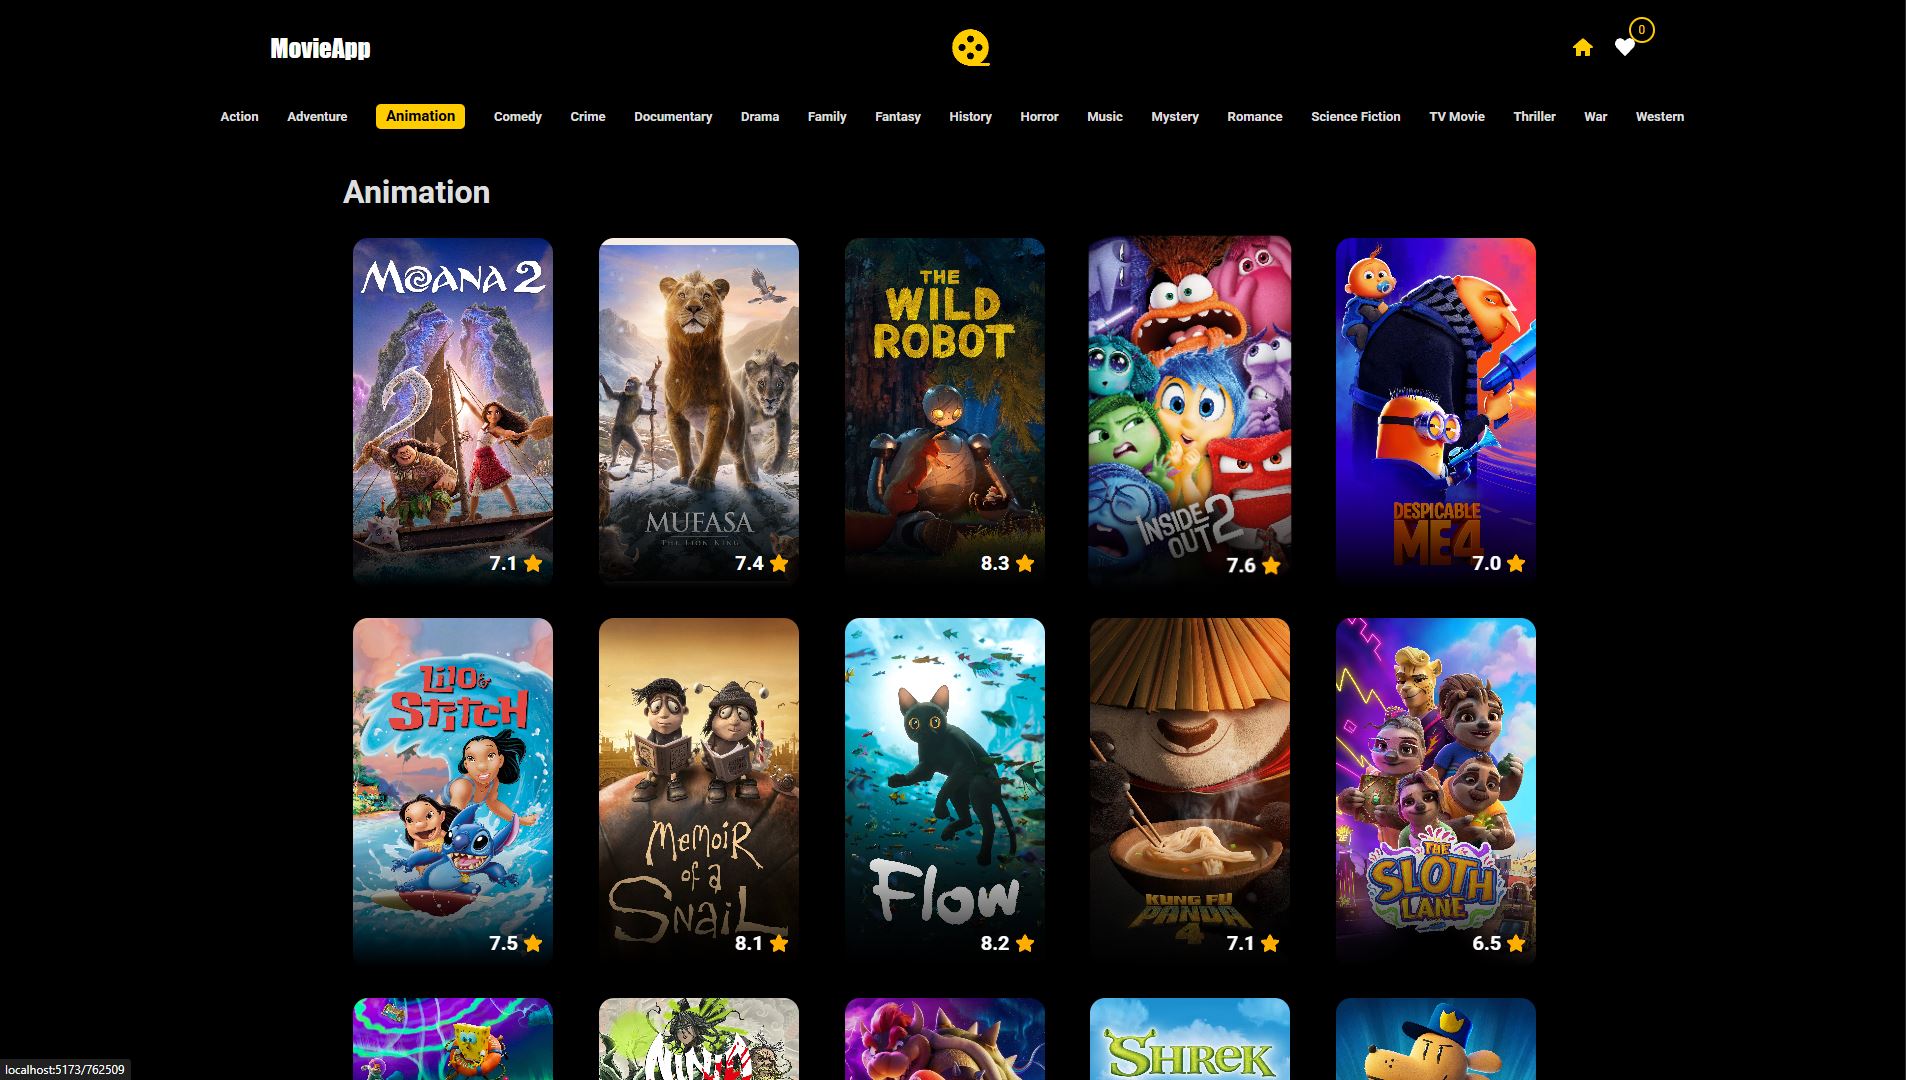 MovieApp
0
Action Adventure Animation Comedy Crime Documentary Drama Family Fantasy History Horror Music Mystery Romance Science Fiction TV Movie Thriller War Western
Animation
MOANA 2
7.1
MUFASA
THE LION KING
7.4
THE
WILD
ROBOT
8.3
INSIDE
OUT 2
7.6
DESPICABLE
ME 4
7.0
Lilo &
Stitch
7.5
Memoir
of a
Snail
8.1
Flow
8.2
KUNG FU
PANDA
4
7.1
THE
SLOTH
LANE
6.5
NINJA
SHREK
localhost:5173/762509